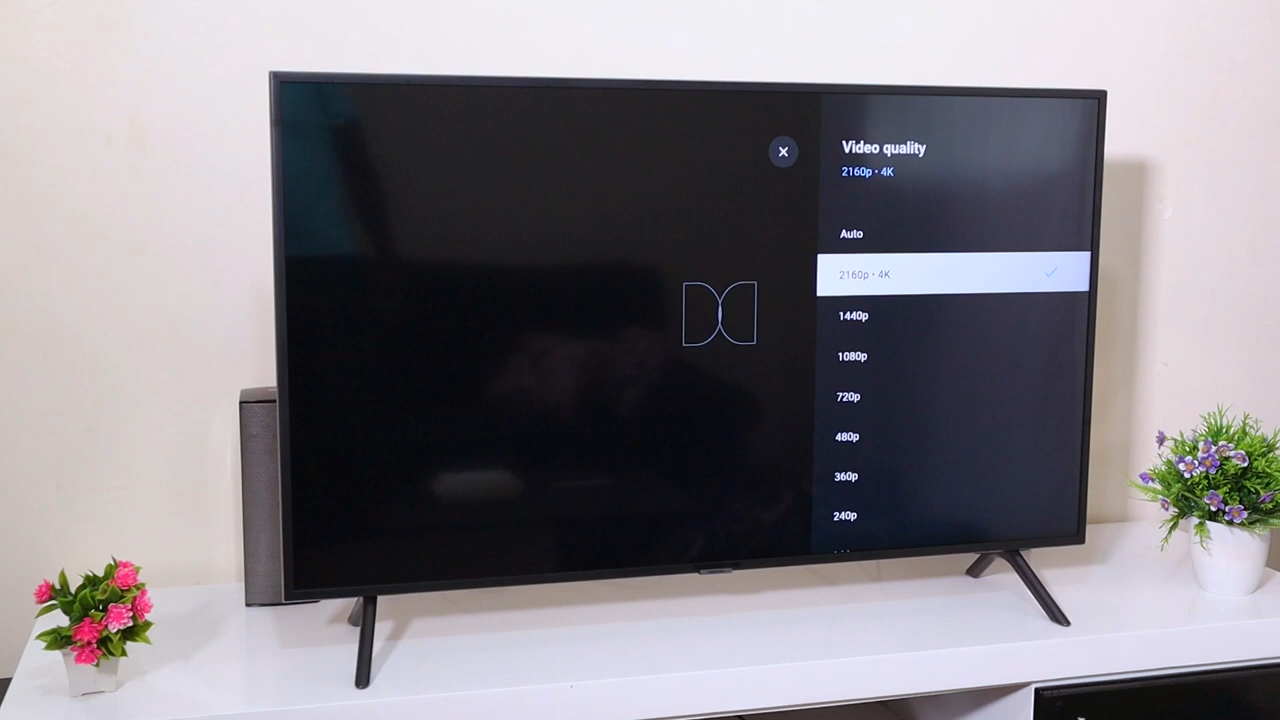 Video quality
2160p • 4K
Auto
2160p • 4K
1440p
1080p
720p
480p
360p
240p